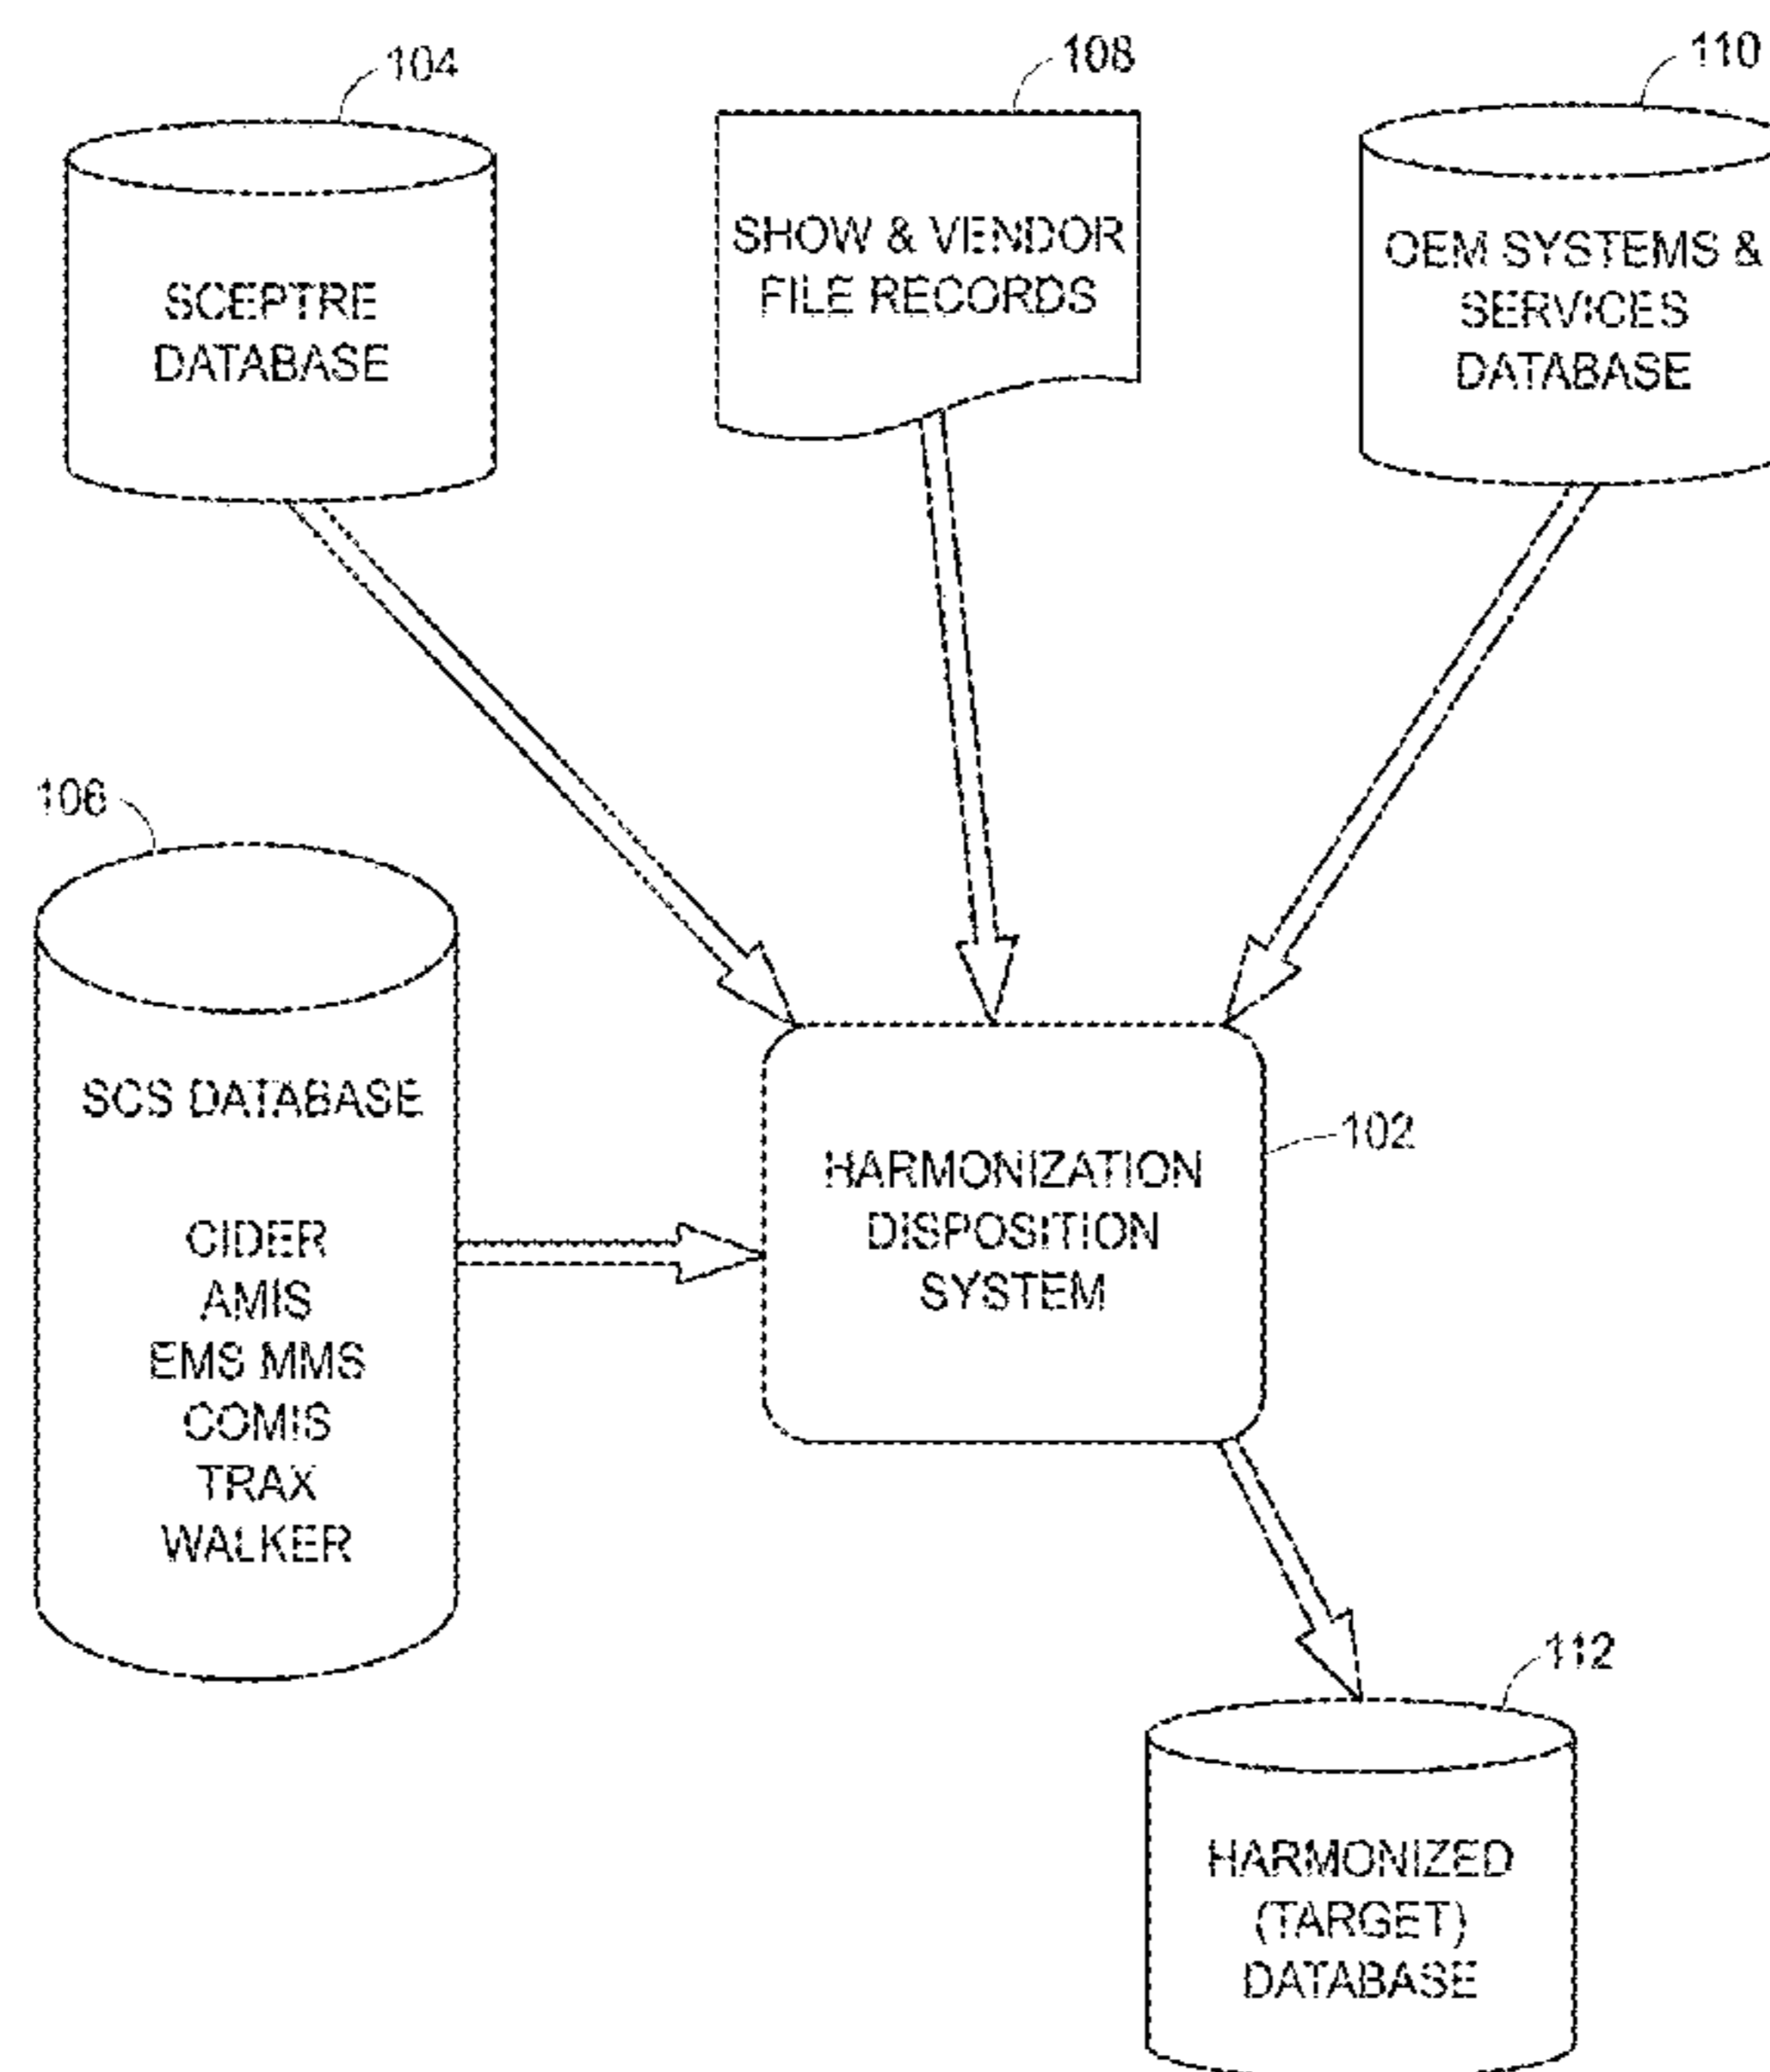 104
108
110
SCEPTRE
DATABASE
SHOW & VENDOR
FILE RECORDS
OEM SYSTEMS &
SERVICES
DATABASE
106
SCS DATABASE
CIDER
AMIS
EMS MMS
COMIS
TRAX
WALKER
HARMONIZATION
DISPOSITION
SYSTEM
102
112
HARMONIZED
(TARGET)
DATABASE